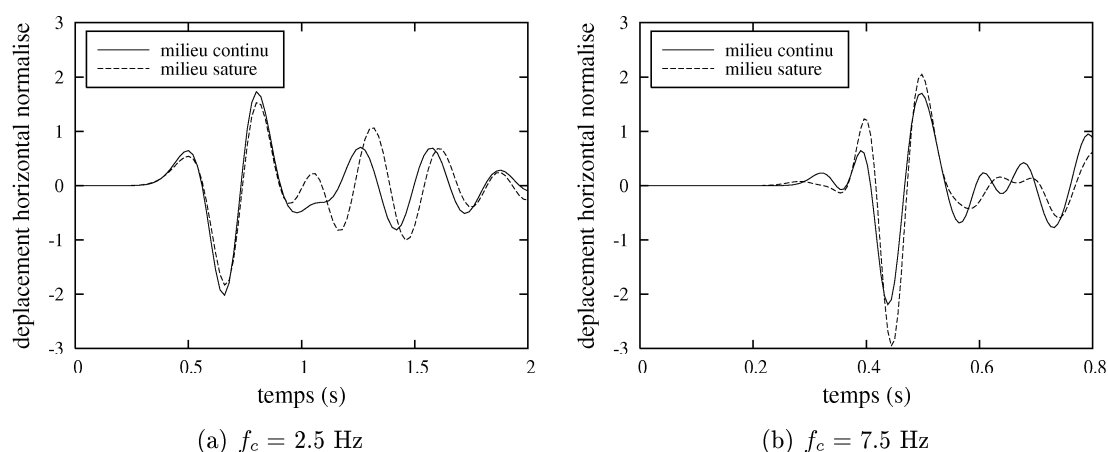 deplacement horizontal normalise
3
2
1
0
-1
-2
-3
milieu continu
milieu sature
0
0.5
1
1.5
2
temps (s)
(a) f_c = 2.5 Hz
deplacement horizontal normalise
3
2
1
0
-1
-2
-3
milieu continu
milieu sature
0
0.2
0.4
0.6
0.8
temps (s)
(b) f_c = 7.5 Hz